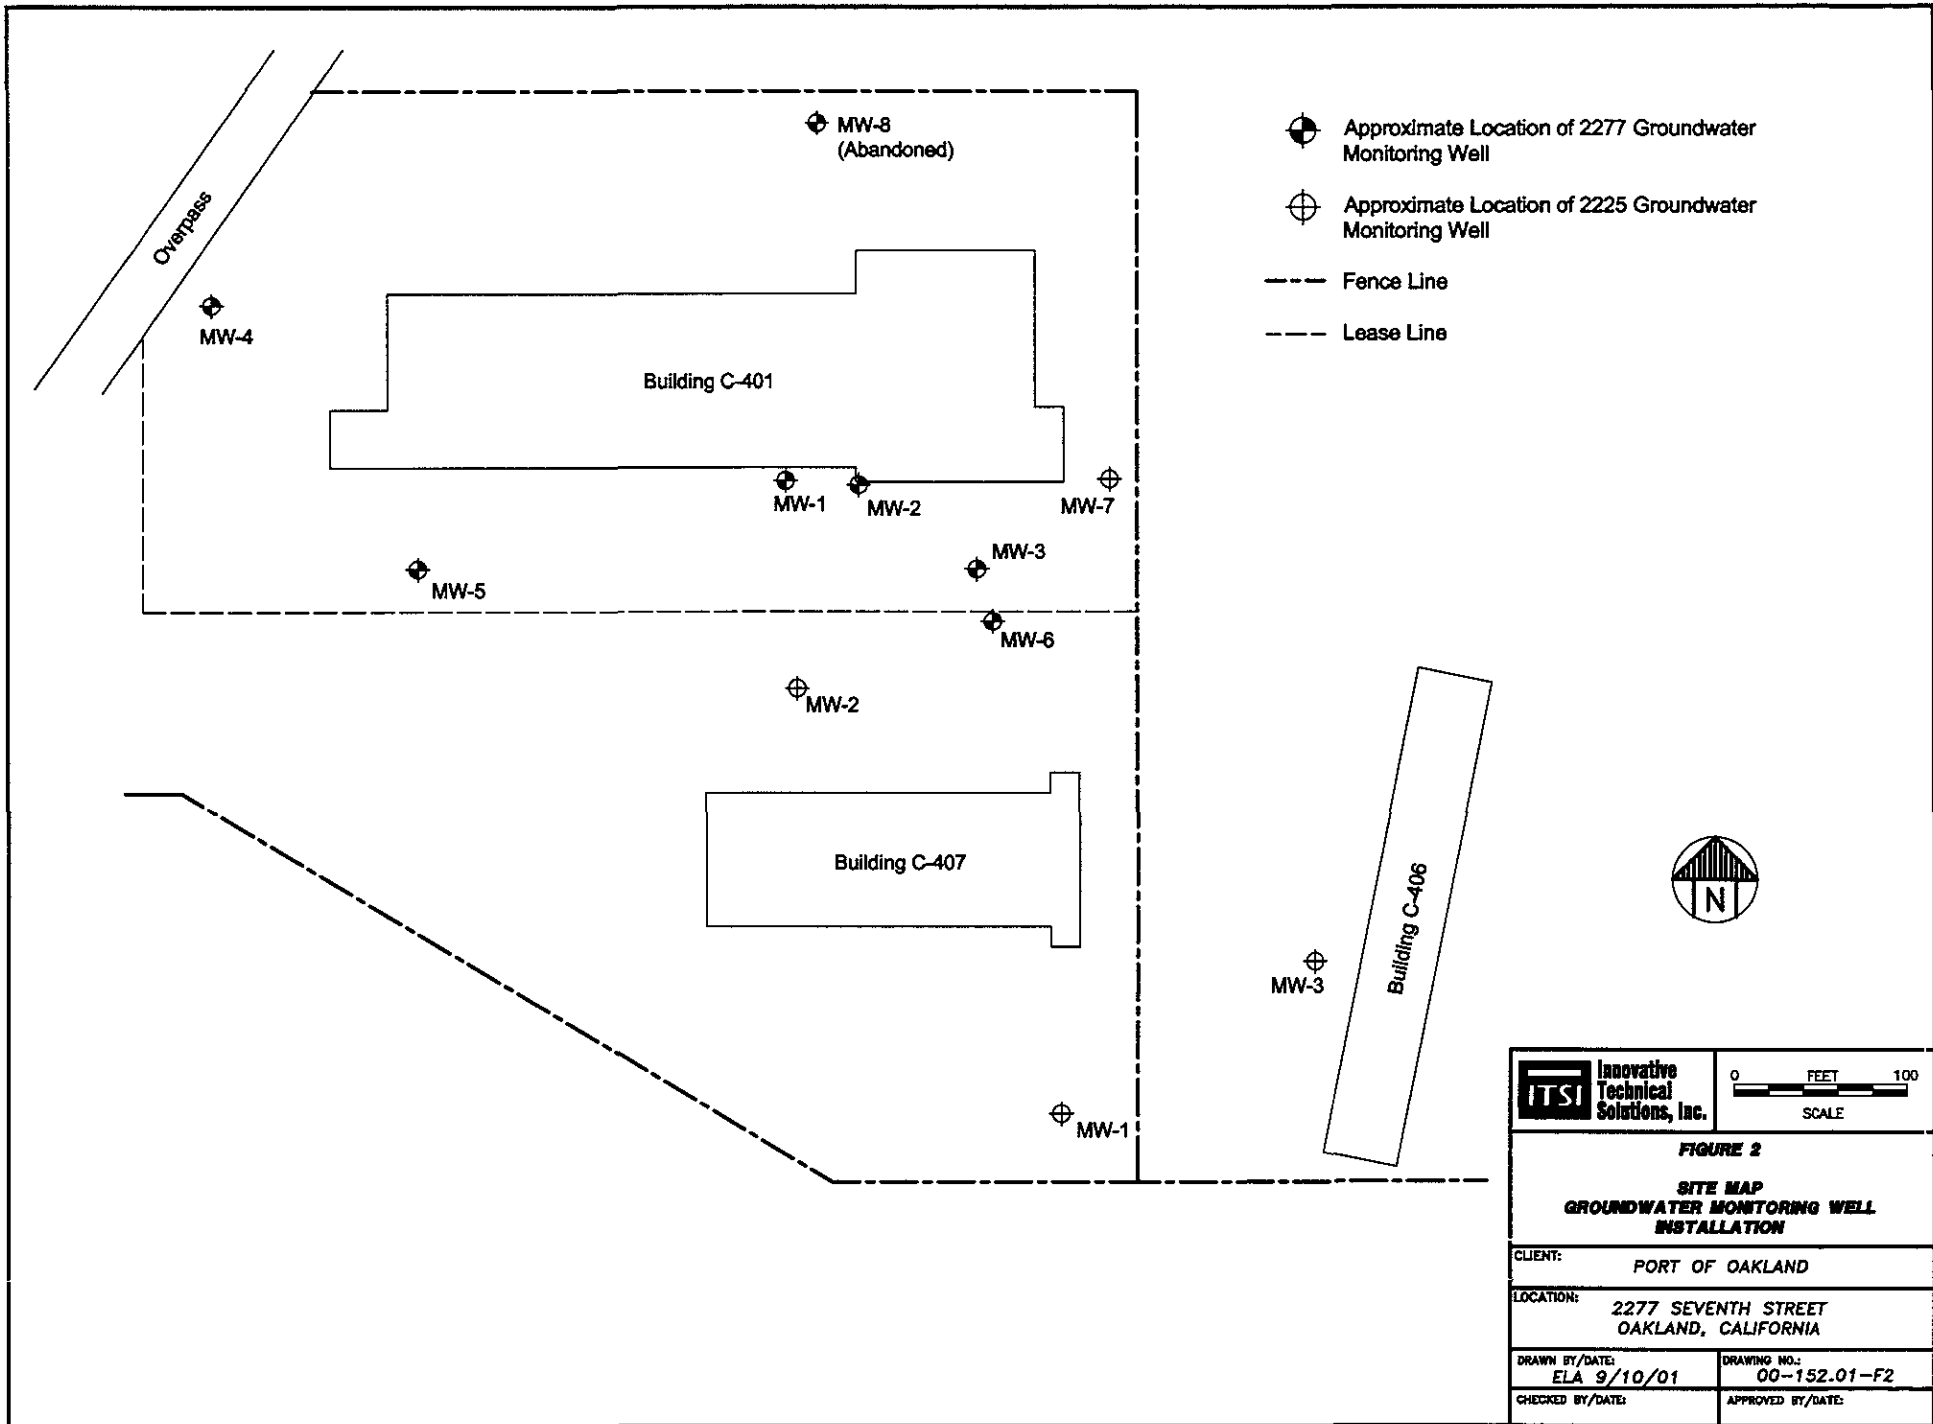 MW-8
(Abandoned)
Approximate Location of 2277 Groundwater
Monitoring Well
Approximate Location of 2225 Groundwater
Monitoring Well
Fence Line
Lease Line
Overpass
MW-4
Building C-401
MW-1
MW-2
MW-7
MW-3
MW-5
MW-6
MW-2
Building C-407
Building C-406
N
MW-3
MW-1
ITSI
Innovative
Technical
Solutions, Inc.
0 FEET 100
SCALE
FIGURE 2
SITE MAP
GROUNDWATER MONITORING WELL
INSTALLATION
CLIENT:
PORT OF OAKLAND
LOCATION:
2277 SEVENTH STREET
OAKLAND, CALIFORNIA
DRAWN BY/DATE:
ELA 9/10/01
DRAWING NO.:
00-152.01-F2
CHECKED BY/DATE:
APPROVED BY/DATE: